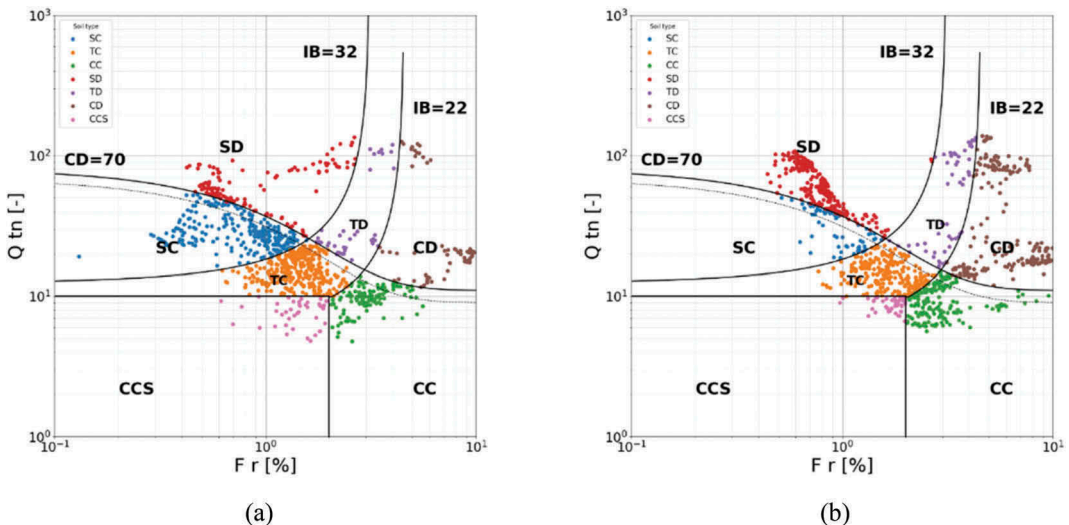 10³
Soil type
SC
TC
CC
SD
TD
CD
CCS
IB=32
IB=22
10²
CD=70
SD
TD
SC
CD
TC
10¹
CCS
CC
10⁰
10⁻¹
10⁰
10¹
Q tn [-]
F r [%]
(a)
10³
Soil type
SC
TC
CC
SD
TD
CD
CCS
IB=32
IB=22
10²
CD=70
SD
TD
SC
CD
TC
10¹
CCS
CC
10⁰
10⁻¹
10⁰
10¹
Q tn [-]
F r [%]
(b)